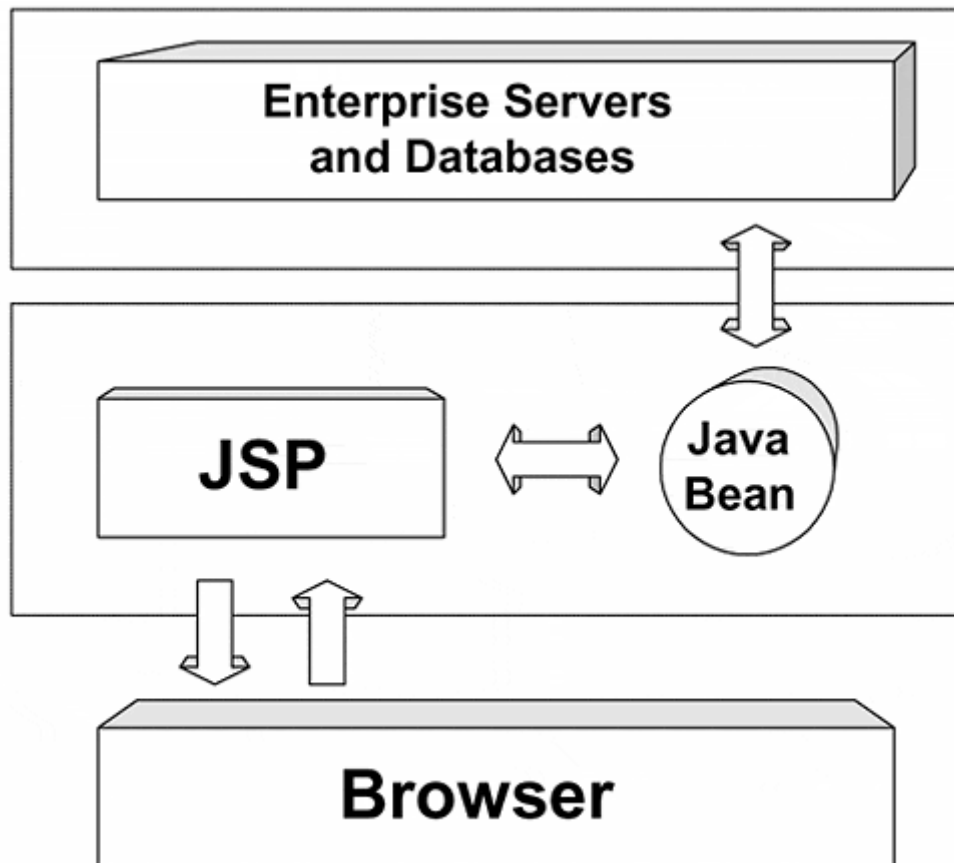 Enterprise Servers
and Databases
JSP
Java
Bean
Browser